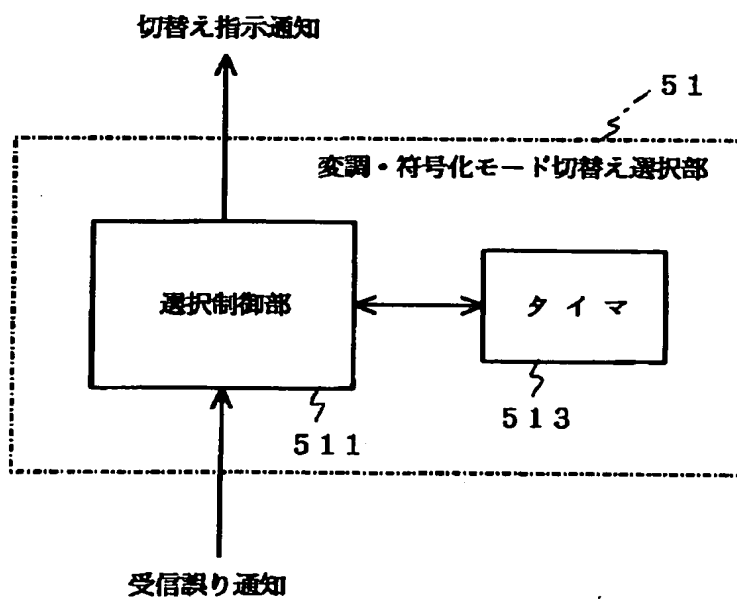 切替え指示通知
51
変調・符号化モード切替え選択部
選択制御部
タイマ
511
513
受信誤り通知